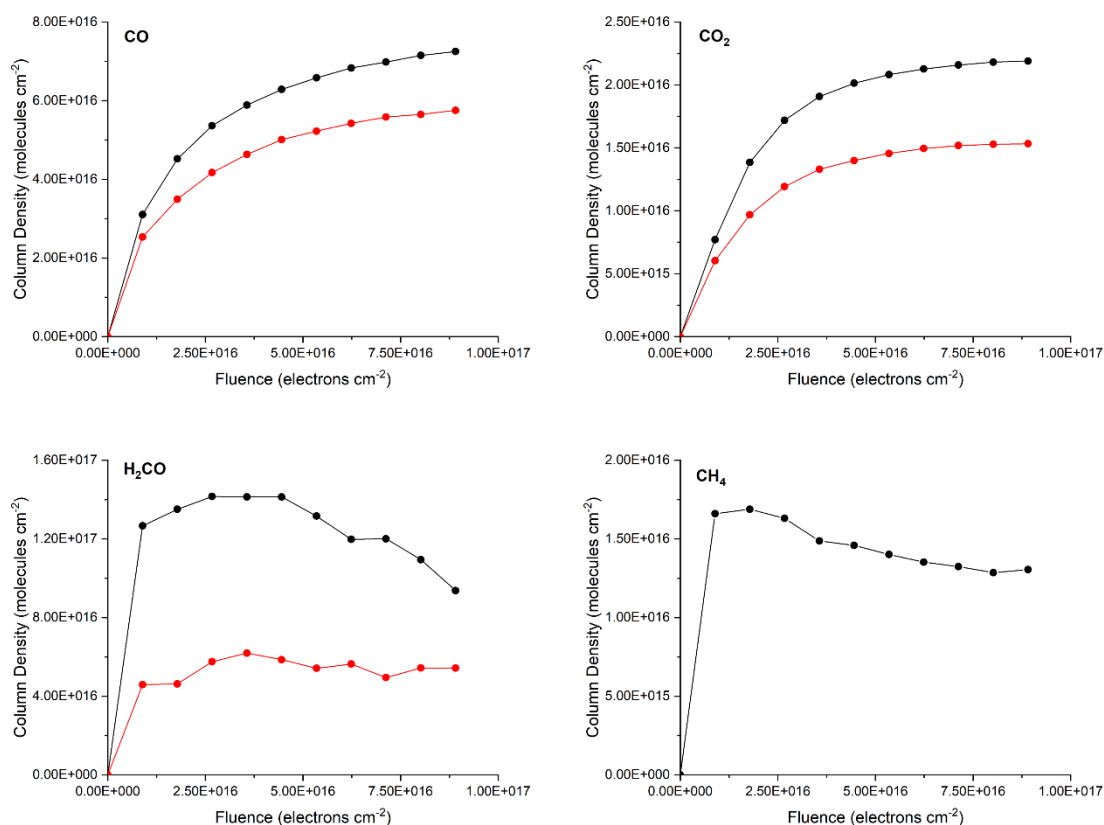 CO
8.00E+016
6.00E+016
4.00E+016
2.00E+016
0.00E+000
Column Density (molecules cm-2)
0.00E+000 2.50E+016 5.00E+016 7.50E+016 1.00E+017
Fluence (electrons cm-2)
CO2
2.50E+016
2.00E+016
1.50E+016
1.00E+016
5.00E+015
0.00E+000
Column Density (molecules cm-2)
0.00E+000 2.50E+016 5.00E+016 7.50E+016 1.00E+017
Fluence (electrons cm-2)
H2CO
1.60E+017
1.20E+017
8.00E+016
4.00E+016
0.00E+000
Column Density (molecules cm-2)
0.00E+000 2.50E+016 5.00E+016 7.50E+016 1.00E+017
Fluence (electrons cm-2)
CH4
2.00E+016
1.50E+016
1.00E+016
5.00E+015
0.00E+000
Column Density (molecules cm-2)
0.00E+000 2.50E+016 5.00E+016 7.50E+016 1.00E+017
Fluence (electrons cm-2)